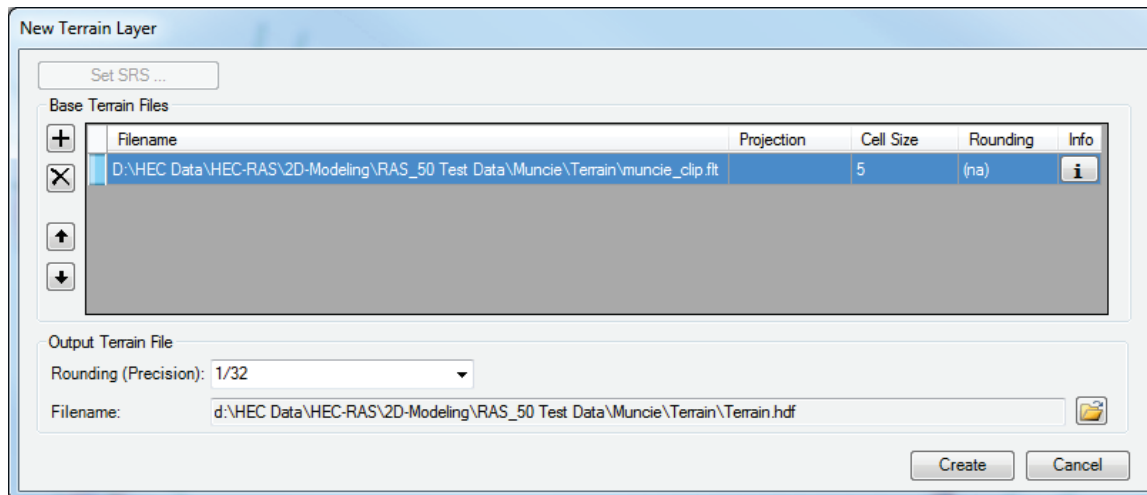 New Terrain Layer
Set SRS ...
Base Terrain Files
Filename Projection Cell Size Rounding Info
D:\HEC Data\HEC-RAS\2D-Modeling\RAS_50 Test Data\Muncie\Terrain\muncie_clip.flt 5 (na) i
Output Terrain File
Rounding (Precision): 1/32
Filename: d:\HEC Data\HEC-RAS\2D-Modeling\RAS_50 Test Data\Muncie\Terrain\Terrain.hdf
Create Cancel